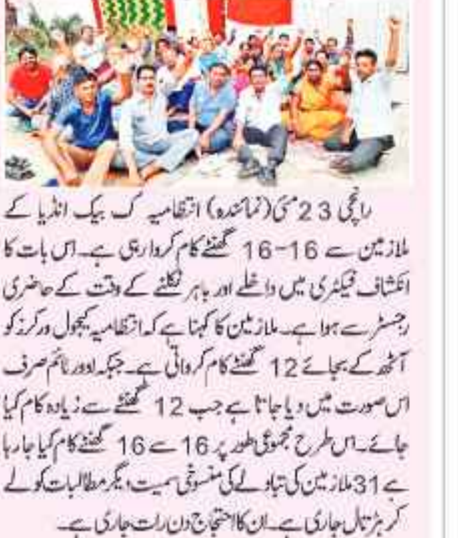 رانچی 23 مئی (نمائندہ) انتظامیہ ک بیک انڈیا کے
ملازمین سے 16-16 گھنٹے کام کروا رہی ہے۔ اس بات کا
انکشاف فیکٹری میں داخلے اور باہر نکلنے کے وقت کے حاضری
رجسٹر سے ہوا ہے۔ ملازمین کا کہنا ہے کہ انتظامیہ کیجول ورکرز کو
آٹھ کے بجائے 12 گھنٹے کام کرواتی ہے۔ جبکہ اوور ٹائم صرف
اس صورت میں دیا جاتا ہے جب 12 گھنٹے سے زیادہ کام کیا
جائے۔ اس طرح مجموعی طور پر 16 سے 16 گھنٹے کام کیا جا رہا
ہے 31 ملازمین کی تبادلے کی منسوخی سمیت دیگر مطالبات کو لے
کر ہڑتال جاری ہے۔ ان کا احتجاج دن رات جاری ہے۔